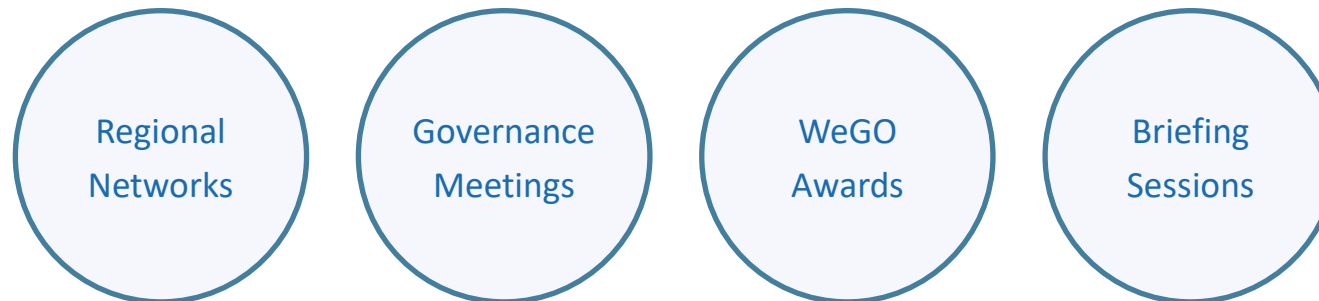 Regional
Networks
Governance
Meetings
WeGO
Awards
Briefing
Sessions